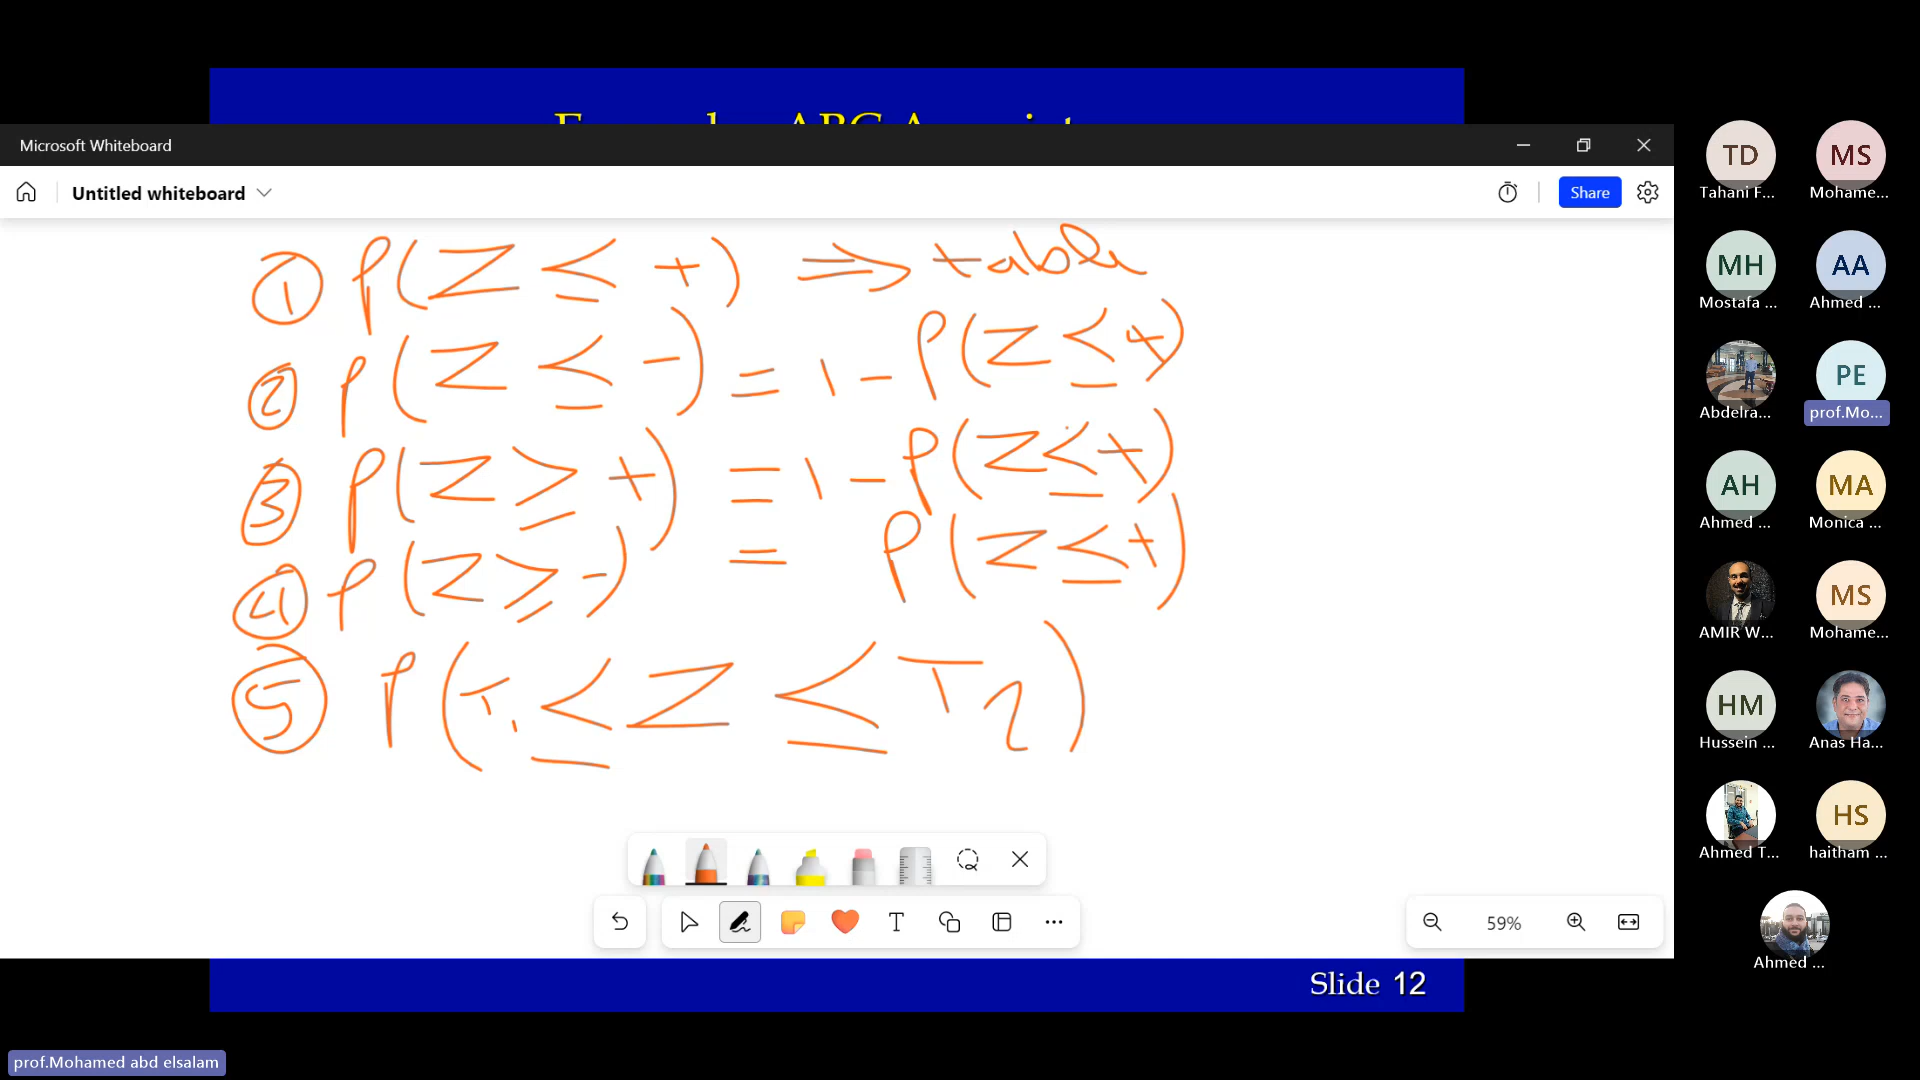 Microsoft Whiteboard
Untitled whiteboard
Share
① P(Z ≤ +) ⇒ table
② P(Z ≤ -) = 1 - P(Z ≤ +)
③ P(Z ≥ +) = 1 - P(Z ≤ +)
④ P(Z ≥ -) = P(Z ≤ +)
⑤ P(T1 ≤ Z ≤ T2)
59%
Slide 12
TD
Tahani F...
MS
Mohame...
MH
Mostafa ...
AA
Ahmed ...
Abdelra...
PE
prof.Mo...
AH
Ahmed ...
MA
Monica ...
AMIR W...
MS
Mohame...
HM
Hussein ...
Anas Ha...
Ahmed T...
HS
haitham ...
Ahmed ...
prof.Mohamed abd elsalam